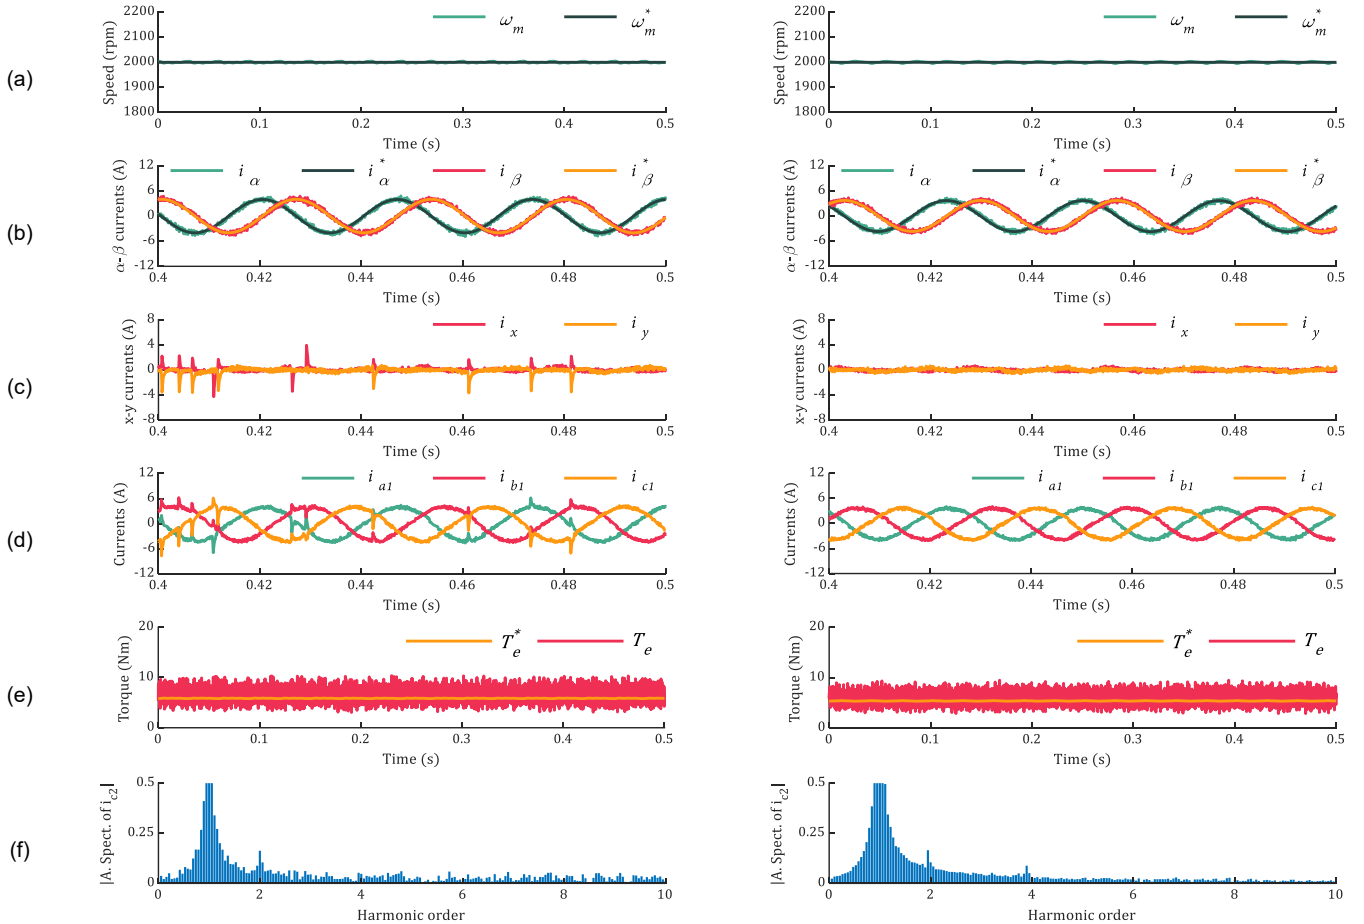 (a)
2200
2100
2000
1900
1800
Speed (rpm)
ω_m ω_m^*
0 0.1 0.2 0.3 0.4 0.5
Time (s)
2200
2100
2000
1900
1800
Speed (rpm)
ω_m ω_m^*
0 0.1 0.2 0.3 0.4 0.5
Time (s)
(b)
12
6
0
-6
-12
α-β currents (A)
i_α i_α^* i_β i_β^*
0.4 0.42 0.44 0.46 0.48 0.5
Time (s)
12
6
0
-6
-12
α-β currents (A)
i_α i_α^* i_β i_β^*
0.4 0.42 0.44 0.46 0.48 0.5
Time (s)
(c)
8
4
0
-4
-8
x-y currents (A)
i_x i_y
0.4 0.42 0.44 0.46 0.48 0.5
Time (s)
8
4
0
-4
-8
x-y currents (A)
i_x i_y
0.4 0.42 0.44 0.46 0.48 0.5
Time (s)
(d)
12
6
0
-6
-12
Currents (A)
i_a1 i_b1 i_c1
0.4 0.42 0.44 0.46 0.48 0.5
Time (s)
12
6
0
-6
-12
Currents (A)
i_a1 i_b1 i_c1
0.4 0.42 0.44 0.46 0.48 0.5
Time (s)
(e)
20
10
0
Torque (Nm)
T_e^* T_e
0 0.1 0.2 0.3 0.4 0.5
Time (s)
20
10
0
Torque (Nm)
T_e^* T_e
0 0.1 0.2 0.3 0.4 0.5
Time (s)
(f)
0.5
0.25
0
|A. Spect. of i_c2|
0 2 4 6 8 10
Harmonic order
0.5
0.25
0
|A. Spect. of i_c2|
0 2 4 6 8 10
Harmonic order